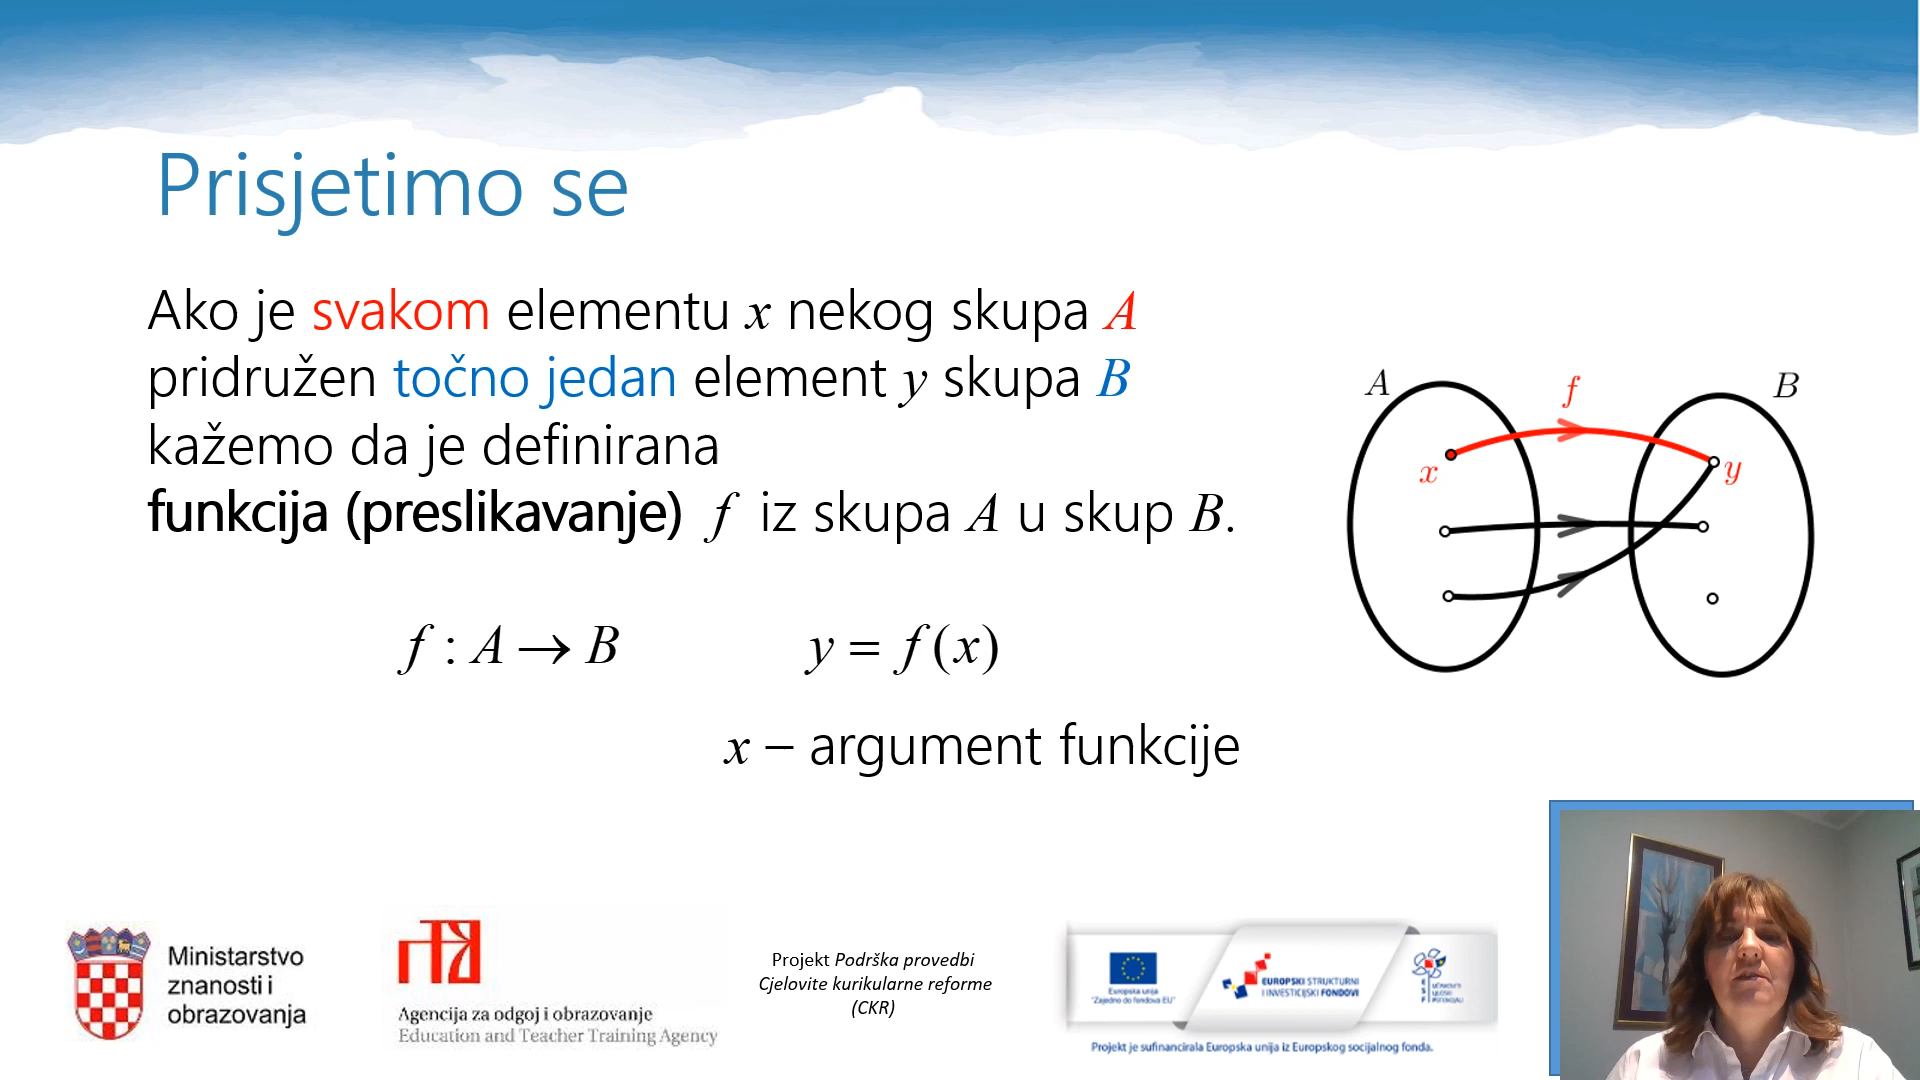 Prisjetimo se
Ako je svakom elementu x nekog skupa A
pridružen točno jedan element y skupa B
kažemo da je definirana
funkcija (preslikavanje) f iz skupa A u skup B.
f : A → B
y = f(x)
x – argument funkcije
A
f
B
x
y
Ministarstvo
znanosti i
obrazovanja
Agencija za odgoj i obrazovanje
Education and Teacher Training Agency
Projekt Podrška provedbi
Cjelovite kurikularne reforme
(CKR)
Europska unija
"Zajedno do fondova EU"
EUROPSKI STRUKTURNI
I INVESTICIJSKI FONDOVI
Projekt je sufinancirala Europska unija iz Europskog socijalnog fonda.